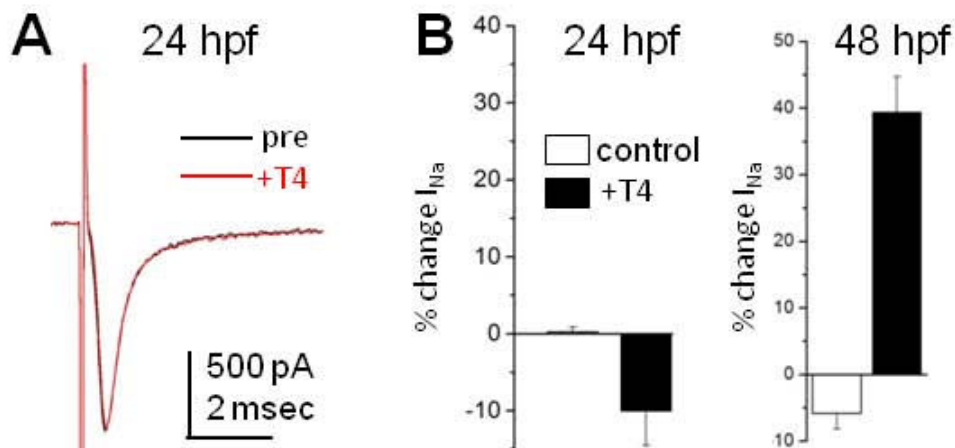 A 24 hpf
pre
+T4
500 pA
2 msec
B 24 hpf 48 hpf
% change I_Na
40
30
20
10
0
-10
control
+T4
% change I_Na
50
40
30
20
10
0
10